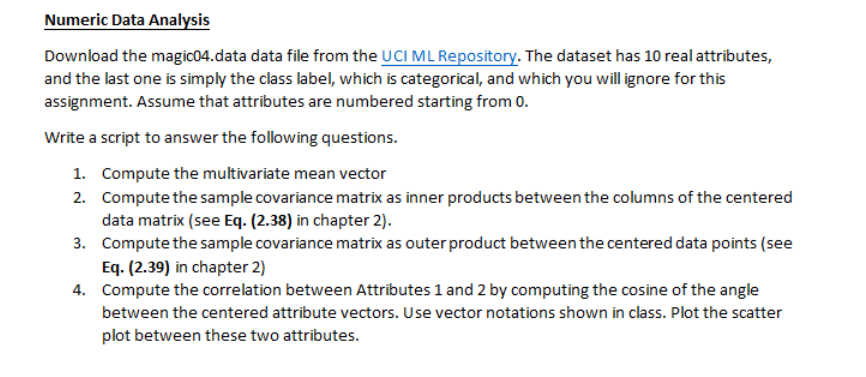 Numeric Data Analysis
Download the magic04.data data file from the UCI ML Repository. The dataset has 10 real attributes,
and the last one is simply the class label, which is categorical, and which you will ignore for this
assignment. Assume that attributes are numbered starting from 0.
Write a script to answer the following questions.
1. Compute the multivariate mean vector
2. Compute the sample covariance matrix as inner products between the columns of the centered
data matrix (see Eq. (2.38) in chapter 2).
3. Compute the sample covariance matrix as outer product between the centered data points (see
Eq. (2.39) in chapter 2)
4. Compute the correlation between Attributes 1 and 2 by computing the cosine of the angle
between the centered attribute vectors. Use vector notations shown in class. Plot the scatter
plot between these two attributes.